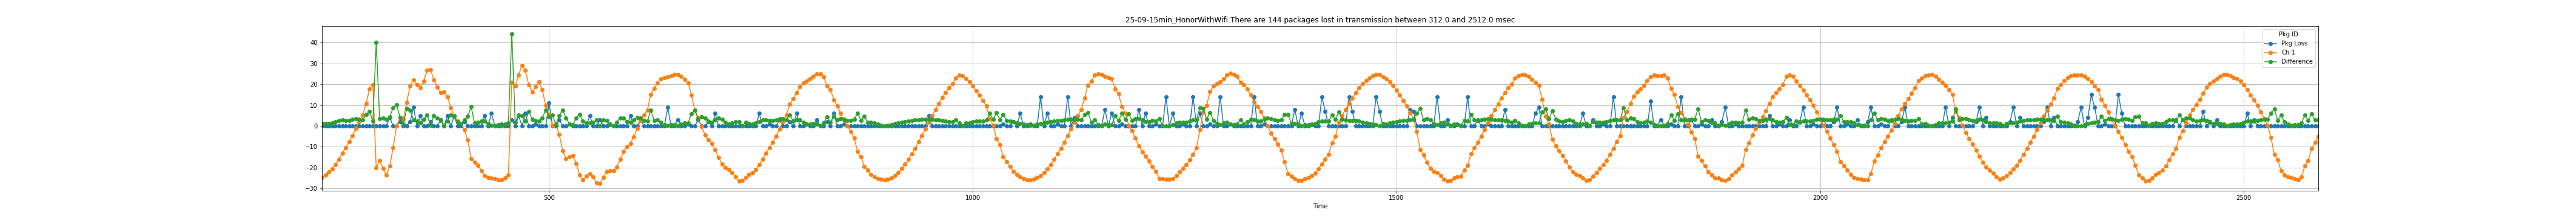 25-09-15min_HonorWithWifi:There are 144 packages lost in transmission between 312.0 and 2512.0 msec
40
30
20
10
0
−10
−20
−30
500
1000
1500
2000
2500
Time
Pkg ID
Pkg Loss
Ch-1
Difference